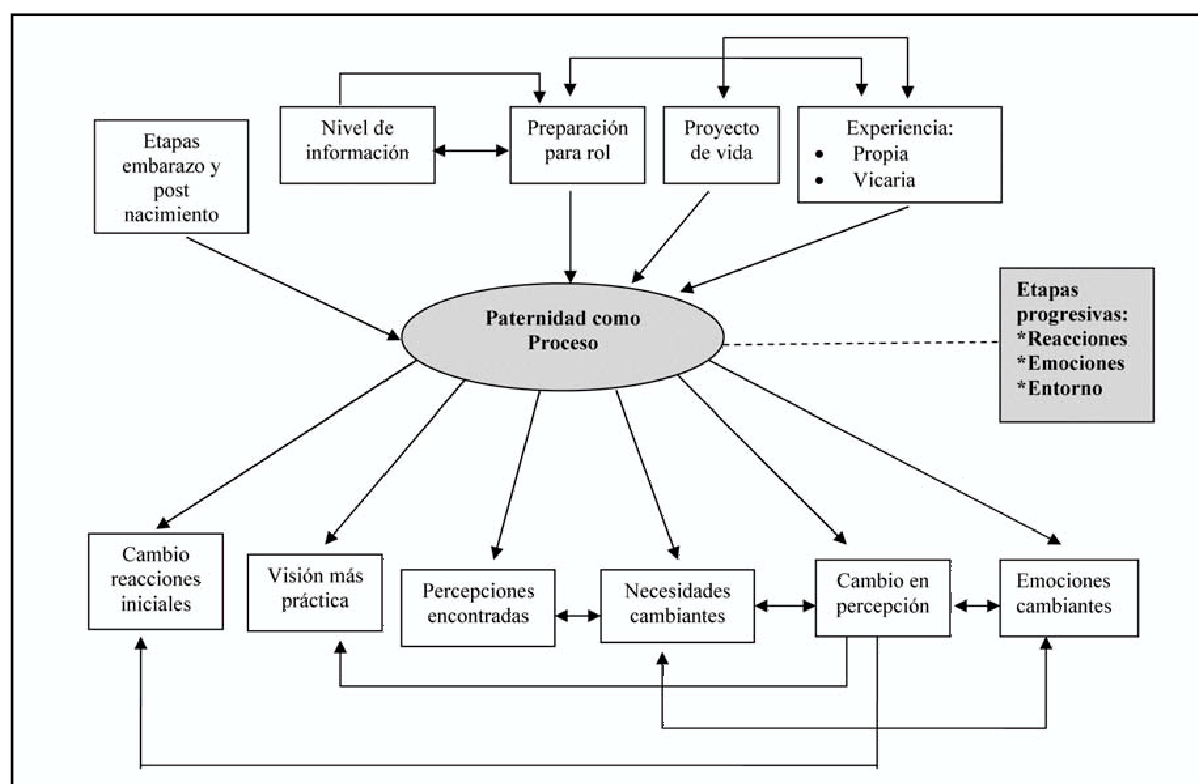 Etapas
embarazo y
post
nacimiento
Nivel de
información
Preparación
para rol
Proyecto
de vida
Experiencia:
• Propia
• Vicaria
Paternidad como
Proceso
Etapas
progresivas:
*Reacciones
*Emociones
*Entorno
Cambio
reacciones
iniciales
Visión más
práctica
Percepciones
encontradas
Necesidades
cambiantes
Cambio en
percepción
Emociones
cambiantes